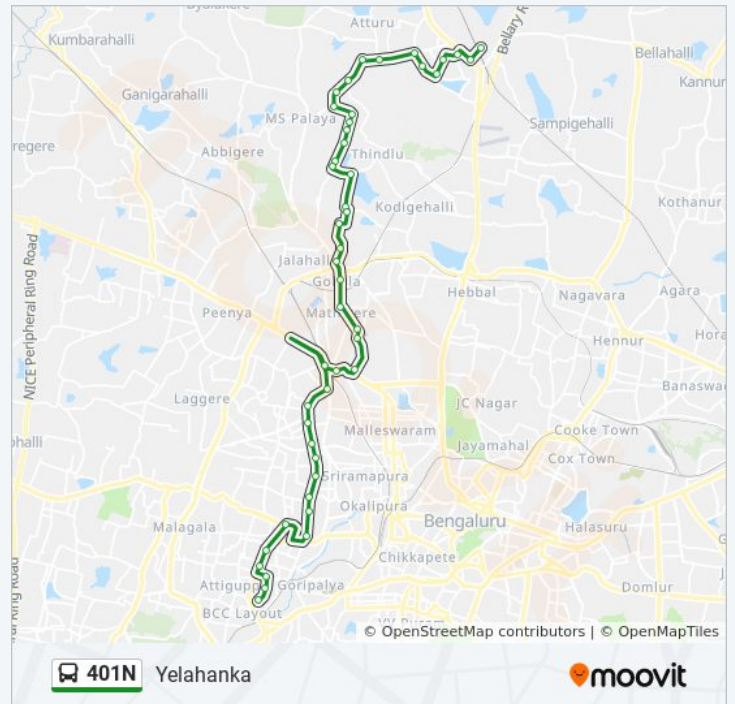 Byalakere
Atturu
Bellary R
Kumbarahalli
Bellahalli
Kannur
Ganigarahalli
MS Palaya
Sampigehalli
regere
Abbigere
Thindlu
Kodigehalli
Kothanur
NICE Peripheral Ring Road
Jalahalli
Gokula
Hebbal
Nagavara
Agara
Peenya
Mathikere
Hennur
Hora
Banaswa
Laggere
JC Nagar
ohalli
Malleswaram
Jayamahal
Cooke Town
Cox Town
Sriramapura
Okalipura
Malagala
Bengaluru
Halasuru
Chikkapete
Attiguppe
Goripalya
Domlur
BCC Layout
© OpenStreetMap contributors | © OpenMapTiles
401N Yelahanka
moovit